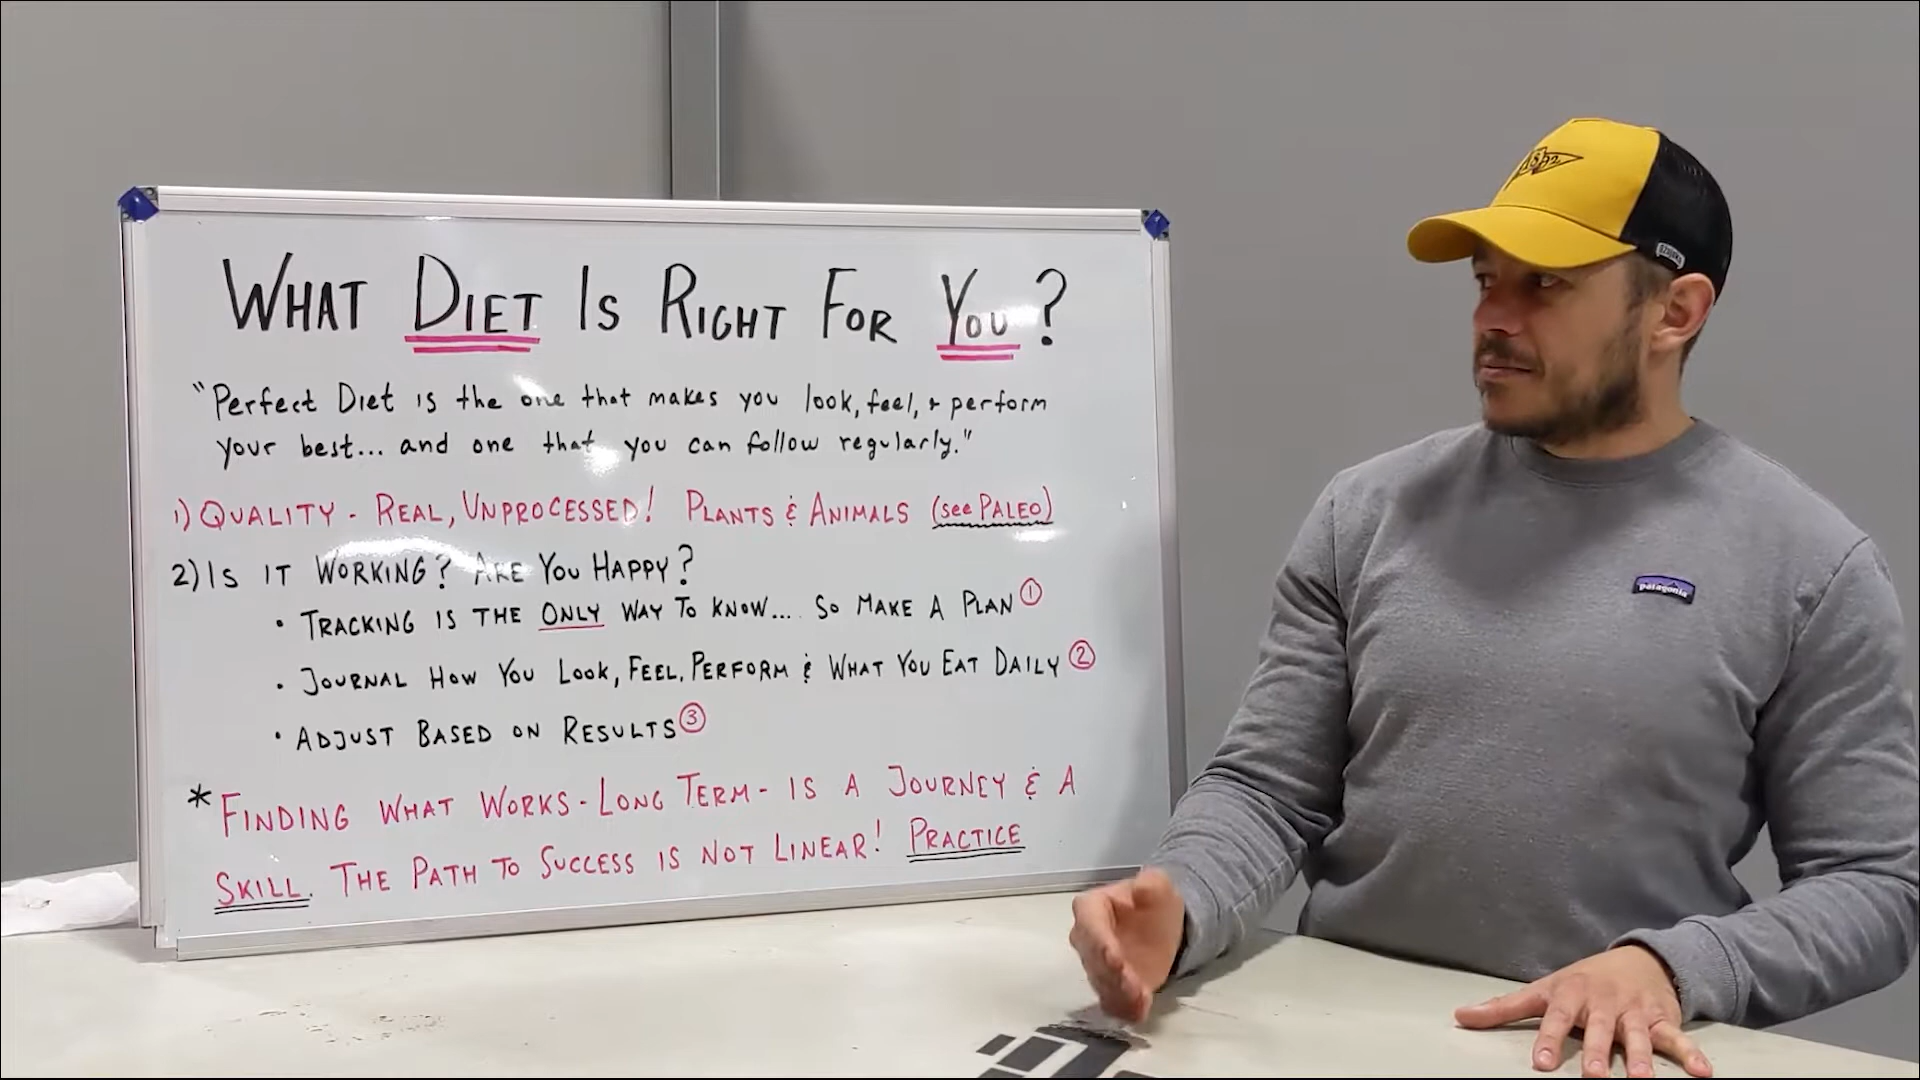 WHAT DIET IS RIGHT FOR YOU?
"Perfect Diet is the one that makes you look, feel, + perform
your best... and one that you can follow regularly."
1) QUALITY - REAL, UNPROCESSED! PLANTS & ANIMALS (see PALEO)
2) IS IT WORKING? ARE YOU HAPPY?
• TRACKING IS THE ONLY WAY TO KNOW... SO MAKE A PLAN ①
• JOURNAL HOW YOU LOOK, FEEL, PERFORM & WHAT YOU EAT DAILY ②
• ADJUST BASED ON RESULTS ③
* FINDING WHAT WORKS - LONG TERM - IS A JOURNEY & A
SKILL. THE PATH TO SUCCESS IS NOT LINEAR! PRACTICE
patagonia